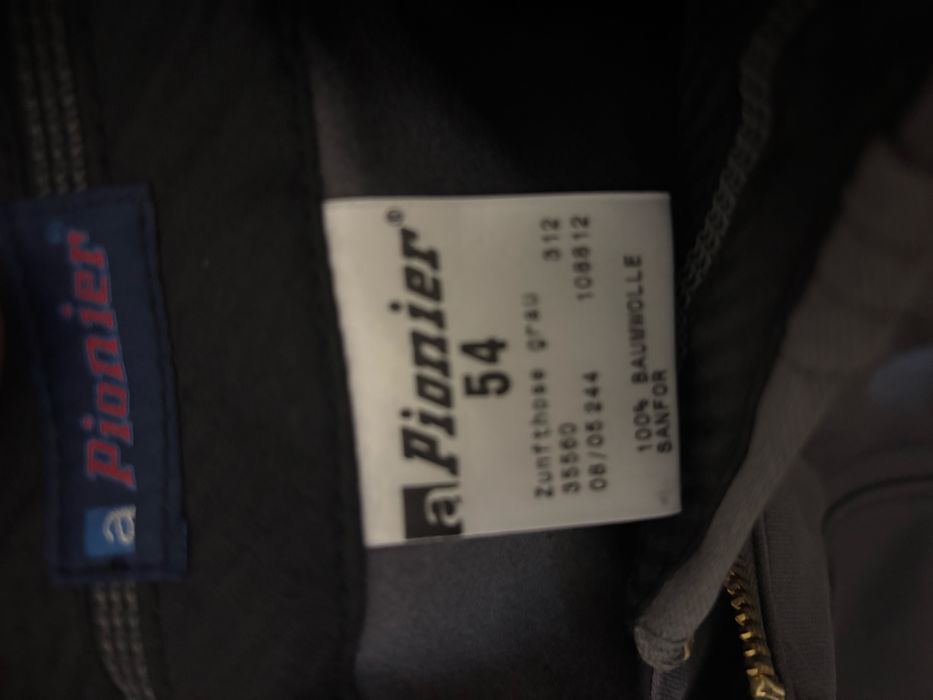 a Pionier
a Pionier®
54
Zunfthose grau 312
35560 108812
08/05 244
100% BAUMWOLLE
SANFOR